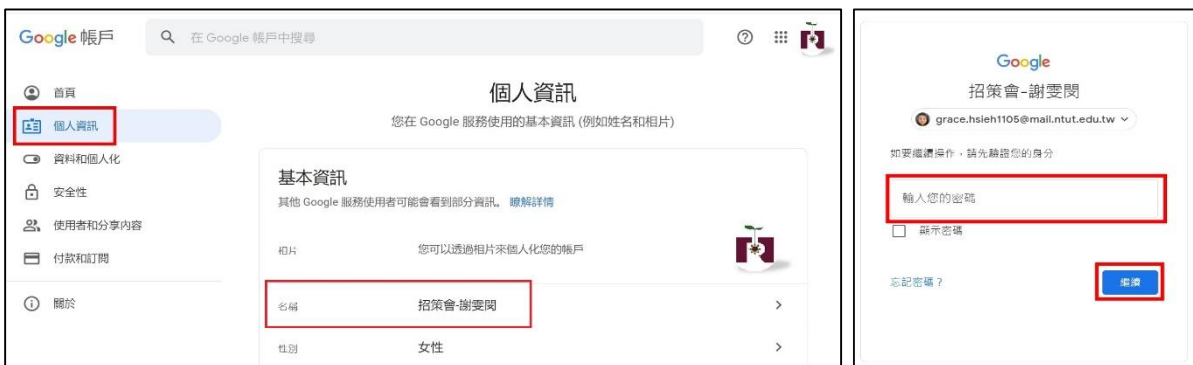 Google 帳戶
在 Google 帳戶中搜尋
首頁
個人資訊
資料和個人化
安全性
使用者和分享內容
付款和訂閱
關於
個人資訊
您在 Google 服務使用的基本資訊 (例如姓名和相片)
基本資訊
其他 Google 服務使用者可能會看到部分資訊。 瞭解詳情
相片 您可以透過相片來個人化您的帳戶
名稱 招策會-謝雯閔
性別 女性
Google
招策會-謝雯閔
grace.hsieh1105@mail.ntut.edu.tw
如要繼續操作，請先驗證您的身分
輸入您的密碼
顯示密碼
忘記密碼？ 繼續